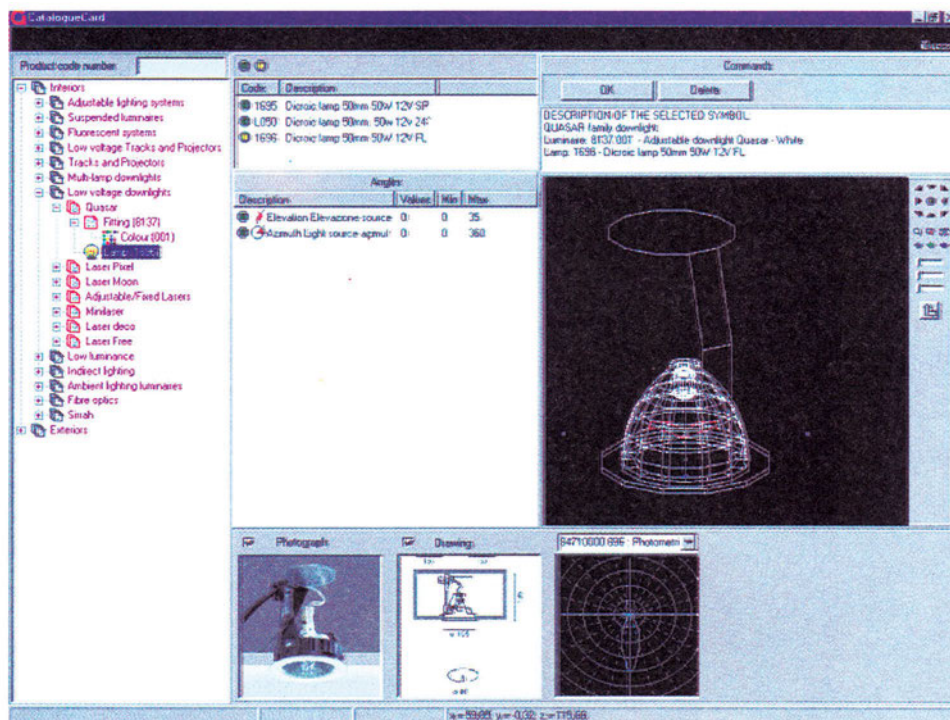 CatalogueCard
Product code number
Interiors
Adjustable lighting systems
Suspended luminaires
Fluorescent systems
Low voltage Tracks and Projectors
Tracks and Projectors
Multi-lamp downlights
Low voltage downlights
Quasar
Fitting (8137)
Colour (001)
Laser Pixel
Laser Moon
Adjustable/Fixed Lasers
Minilaser
Laser deco
Laser Free
Low luminance
Indirect lighting
Ambient lighting luminaires
Fibre optics
Sirrah
Exteriors
Code: Description:
1695 Dicroic lamp 50mm 50W 12V SP
L090 Dicroic lamp 50mm 50w 12v
1696 Dicroic lamp 50mm 50W 12V FL
Angles:
Description Values Min Max
Elevation Elevazione source 0 0 35
Azimuth Light source azimut 0 0 360
Commands
OK Delete
DESCRIPTION OF THE SELECTED SYMBOL
QUASAR family downlight
Luminaire: 8137.001 - Adjustable downlight Quasar - White
Lamp: 1696 - Dicroic lamp 50mm 50W 12V FL
Photograph
Drawing